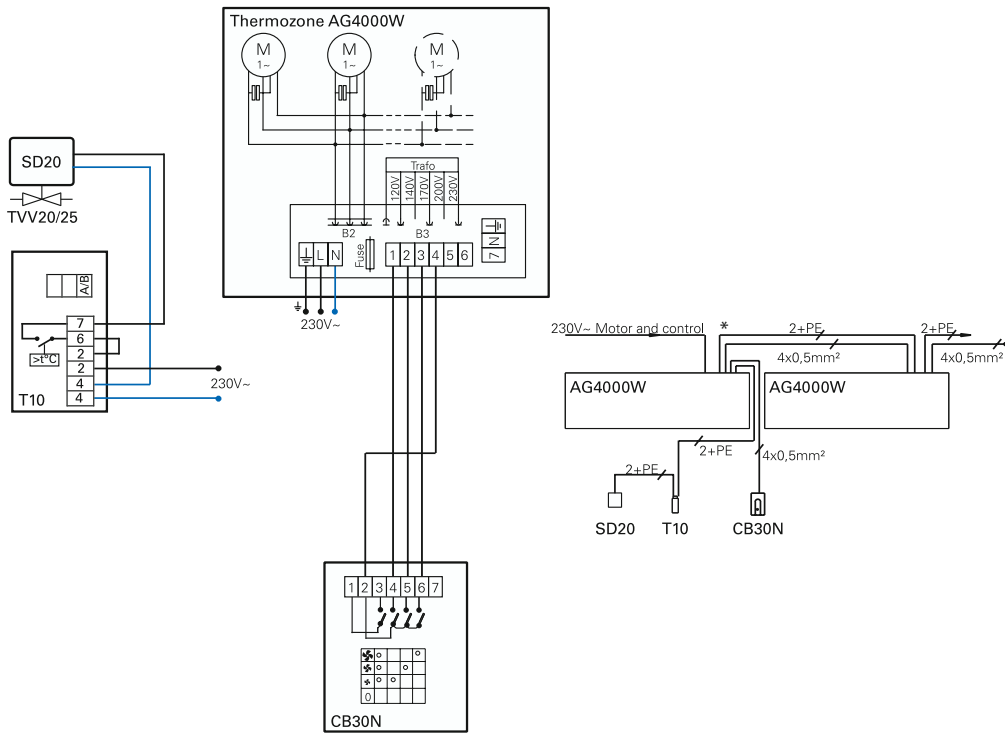 Thermozone AG4000W
M
1~
M
1~
M
1~
SD20
TVV20/25
Trafo
120V
140V
170V
200V
230V
B2
B3
Fuse
L N
1 2 3 4 5 6
7 N
230V~
A/B
7
6
2
2
4
4
>t°C
T10
230V~
230V~ Motor and control
*
2+PE
2+PE
4x0,5mm²
4x0,5mm²
AG4000W
AG4000W
2+PE
4x0,5mm²
2+PE
SD20
T10
CB30N
1 2 3 4 5 6 7
0
CB30N